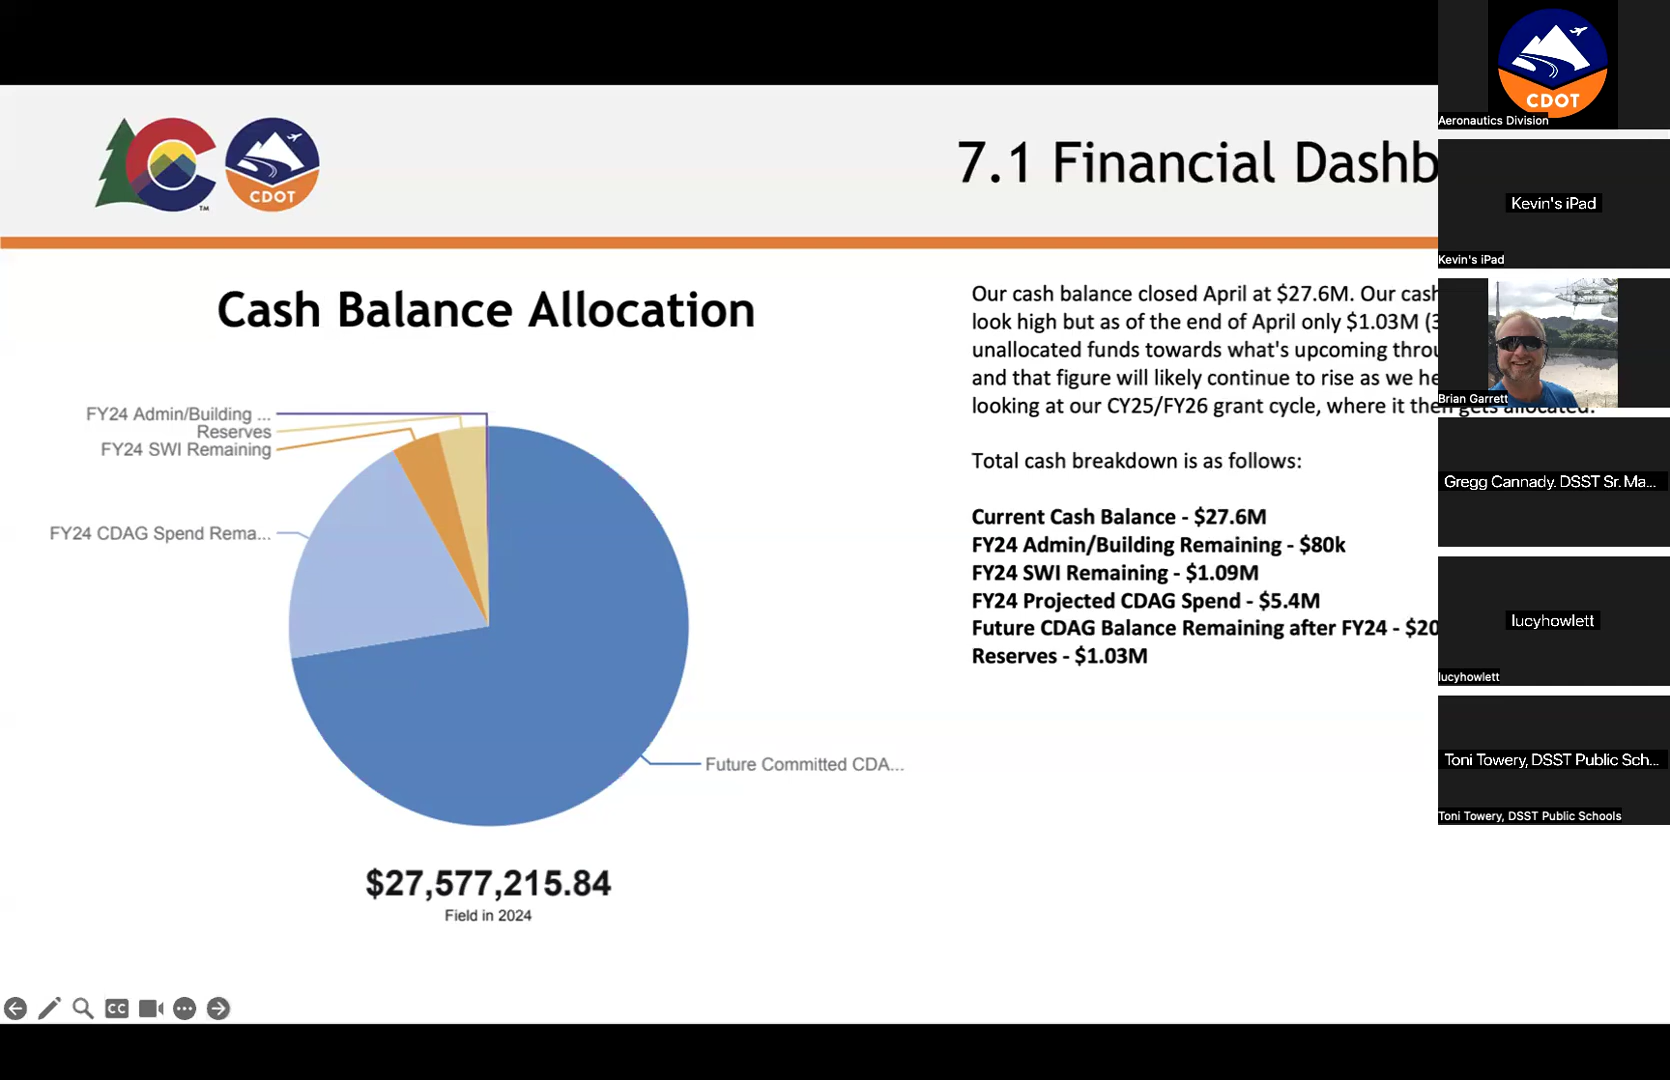 CDOT
Aeronautics Division
TM
CDOT
7.1 Financial Dashb
Kevin's iPad
Kevin's iPad
Cash Balance Allocation
Our cash balance closed April at $27.6M. Our cash
look high but as of the end of April only $1.03M (3
unallocated funds towards what's upcoming throu
and that figure will likely continue to rise as we he
looking at our CY25/FY26 grant cycle, where it then gets allocated.
Brian Garrett
FY24 Admin/Building ...
Reserves
FY24 SWI Remaining
FY24 CDAG Spend Rema...
Future Committed CDA...
Total cash breakdown is as follows:
Current Cash Balance - $27.6M
FY24 Admin/Building Remaining - $80k
FY24 SWI Remaining - $1.09M
FY24 Projected CDAG Spend - $5.4M
Future CDAG Balance Remaining after FY24 - $20
Reserves - $1.03M
Gregg Cannady. DSST Sr. Ma...
lucyhowlett
lucyhowlett
Toni Towery, DSST Public Sch...
Toni Towery, DSST Public Schools
$27,577,215.84
Field in 2024
CC